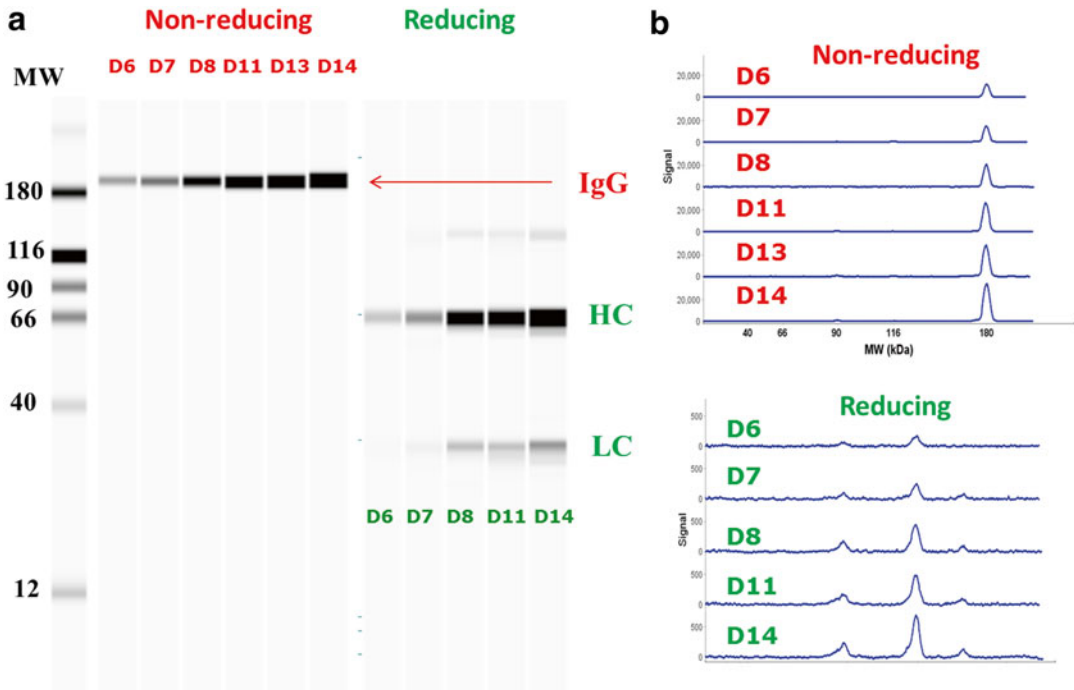 a
Non-reducing
Reducing
MW
D6 D7 D8 D11 D13 D14
180
116
90
66
40
12
IgG
HC
LC
D6 D7 D8 D11 D14
b
Non-reducing
Signal
20,000
0
D6
20,000
0
D7
20,000
0
D8
20,000
0
D11
20,000
0
D13
20,000
0
D14
40 66 90 116 180
MW (kDa)
Reducing
Signal
500
0
D6
500
0
D7
500
0
D8
500
0
D11
500
0
D14